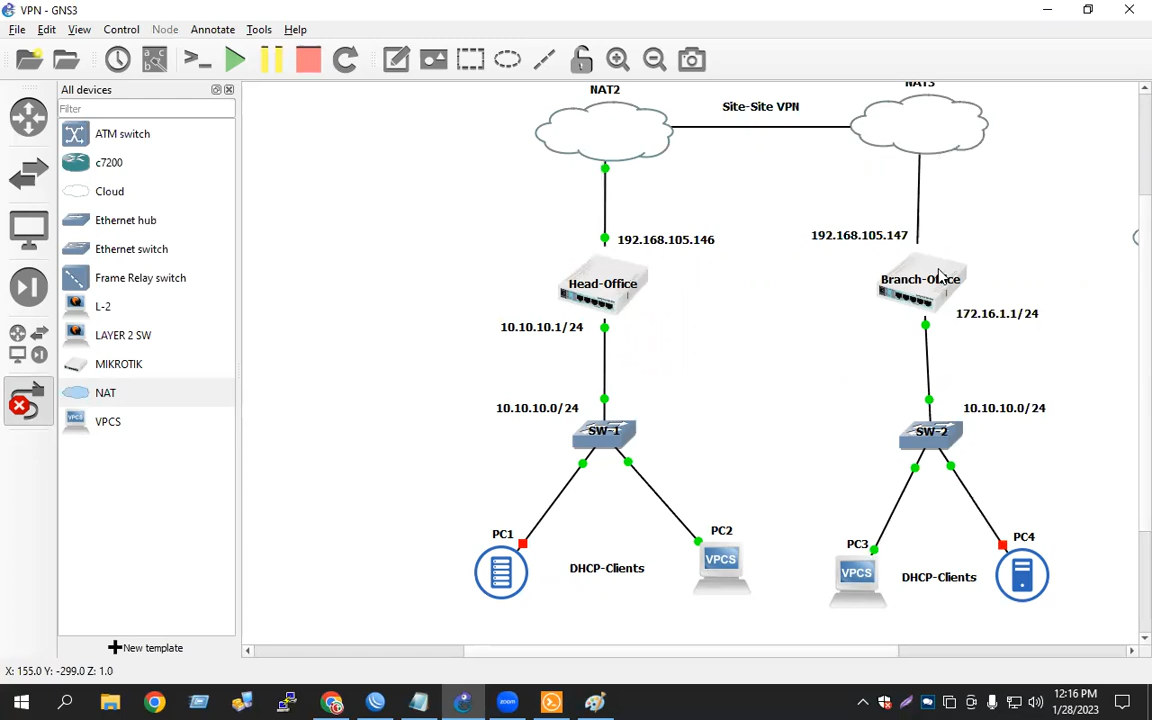 VPN - GNS3
File Edit View Control Node Annotate Tools Help
All devices
Filter
ATM switch
c7200
Cloud
Ethernet hub
Ethernet switch
Frame Relay switch
L-2
LAYER 2 SW
MIKROTIK
NAT
VPCS
VPCS
New template
NAT2
Site-Site VPN
NAT3
192.168.105.146
192.168.105.147
Head-Office
Branch-Office
10.10.10.1/24
172.16.1.1/24
10.10.10.0/24
10.10.10.0/24
SW-1
SW-2
PC1
PC2
PC3
PC4
VPCS
VPCS
DHCP-Clients
DHCP-Clients
X: 155.0 Y: -299.0 Z: 1.0
zoom
12:16 PM
1/28/2023